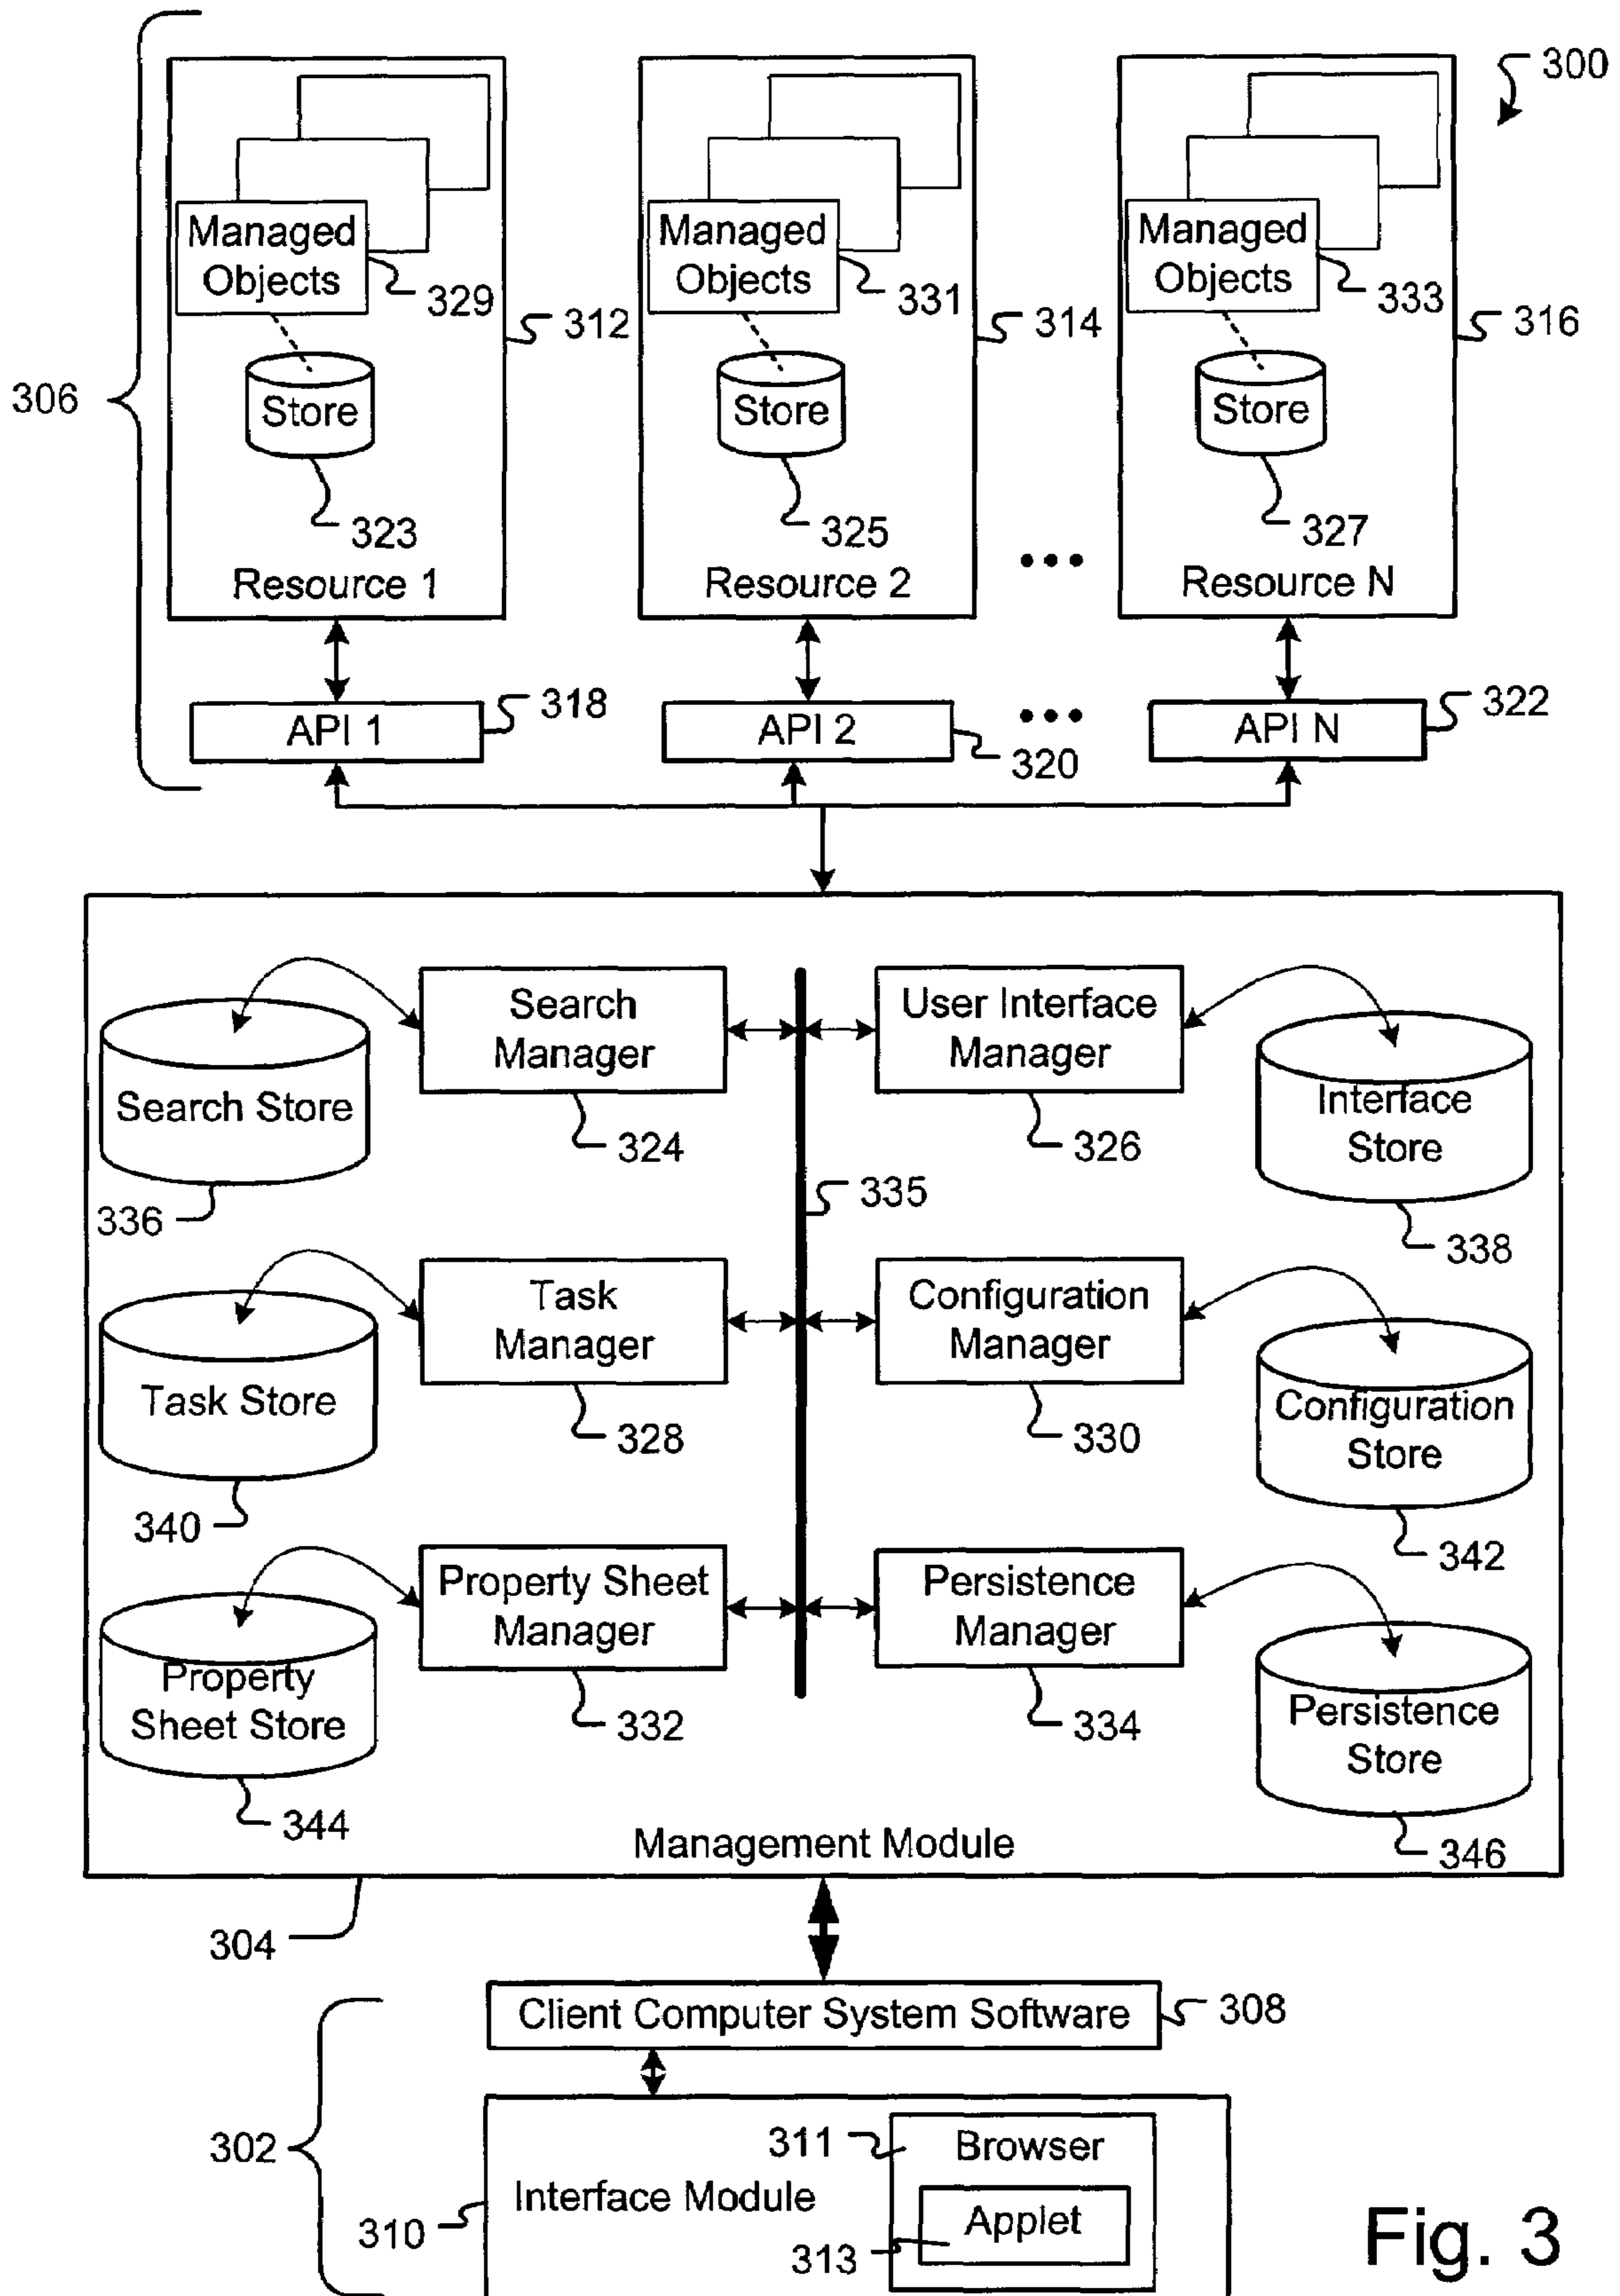 300
Managed
Objects
329
312
Managed
Objects
331
314
Managed
Objects
333
316
306
Store
323
Store
325
Store
327
Resource 1
Resource 2
•••
Resource N
API 1
318
API 2
320
•••
API N
322
Search
Manager
324
User Interface
Manager
326
Search Store
336
Interface
Store
338
335
Task
Manager
328
Configuration
Manager
330
Task Store
340
Configuration
Store
342
Property Sheet
Manager
332
Persistence
Manager
334
Property
Sheet Store
344
Persistence
Store
346
Management Module
304
Client Computer System Software
308
302
311
Browser
Interface Module
310
Applet
313
Fig. 3